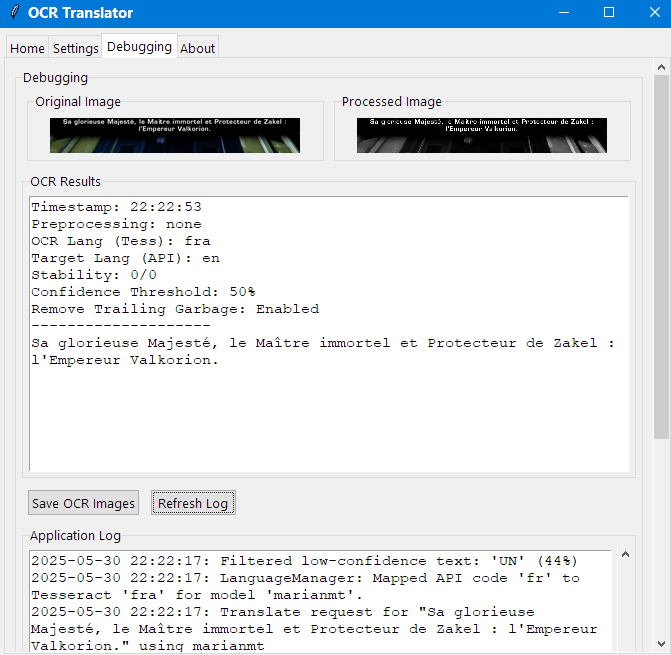 OCR Translator
Home Settings Debugging About
Debugging
Original Image
Sa glorieuse Majesté, le Maître immortel et Protecteur de Zakel :
l'Empereur Valkorion.
Processed Image
Sa glorieuse Majesté, le Maître immortel et Protecteur de Zakel :
l'Empereur Valkorion.
OCR Results
Timestamp: 22:22:53
Preprocessing: none
OCR Lang (Tess): fra
Target Lang (API): en
Stability: 0/0
Confidence Threshold: 50%
Remove Trailing Garbage: Enabled
--------------------
Sa glorieuse Majesté, le Maître immortel et Protecteur de Zakel :
l'Empereur Valkorion.
Save OCR Images Refresh Log
Application Log
2025-05-30 22:22:17: Filtered low-confidence text: 'UN' (44%)
2025-05-30 22:22:17: LanguageManager: Mapped API code 'fr' to
Tesseract 'fra' for model 'marianmt'.
2025-05-30 22:22:17: Translate request for "Sa glorieuse
Majesté, le Maître immortel et Protecteur de Zakel : l'Empereur
Valkorion." using marianmt